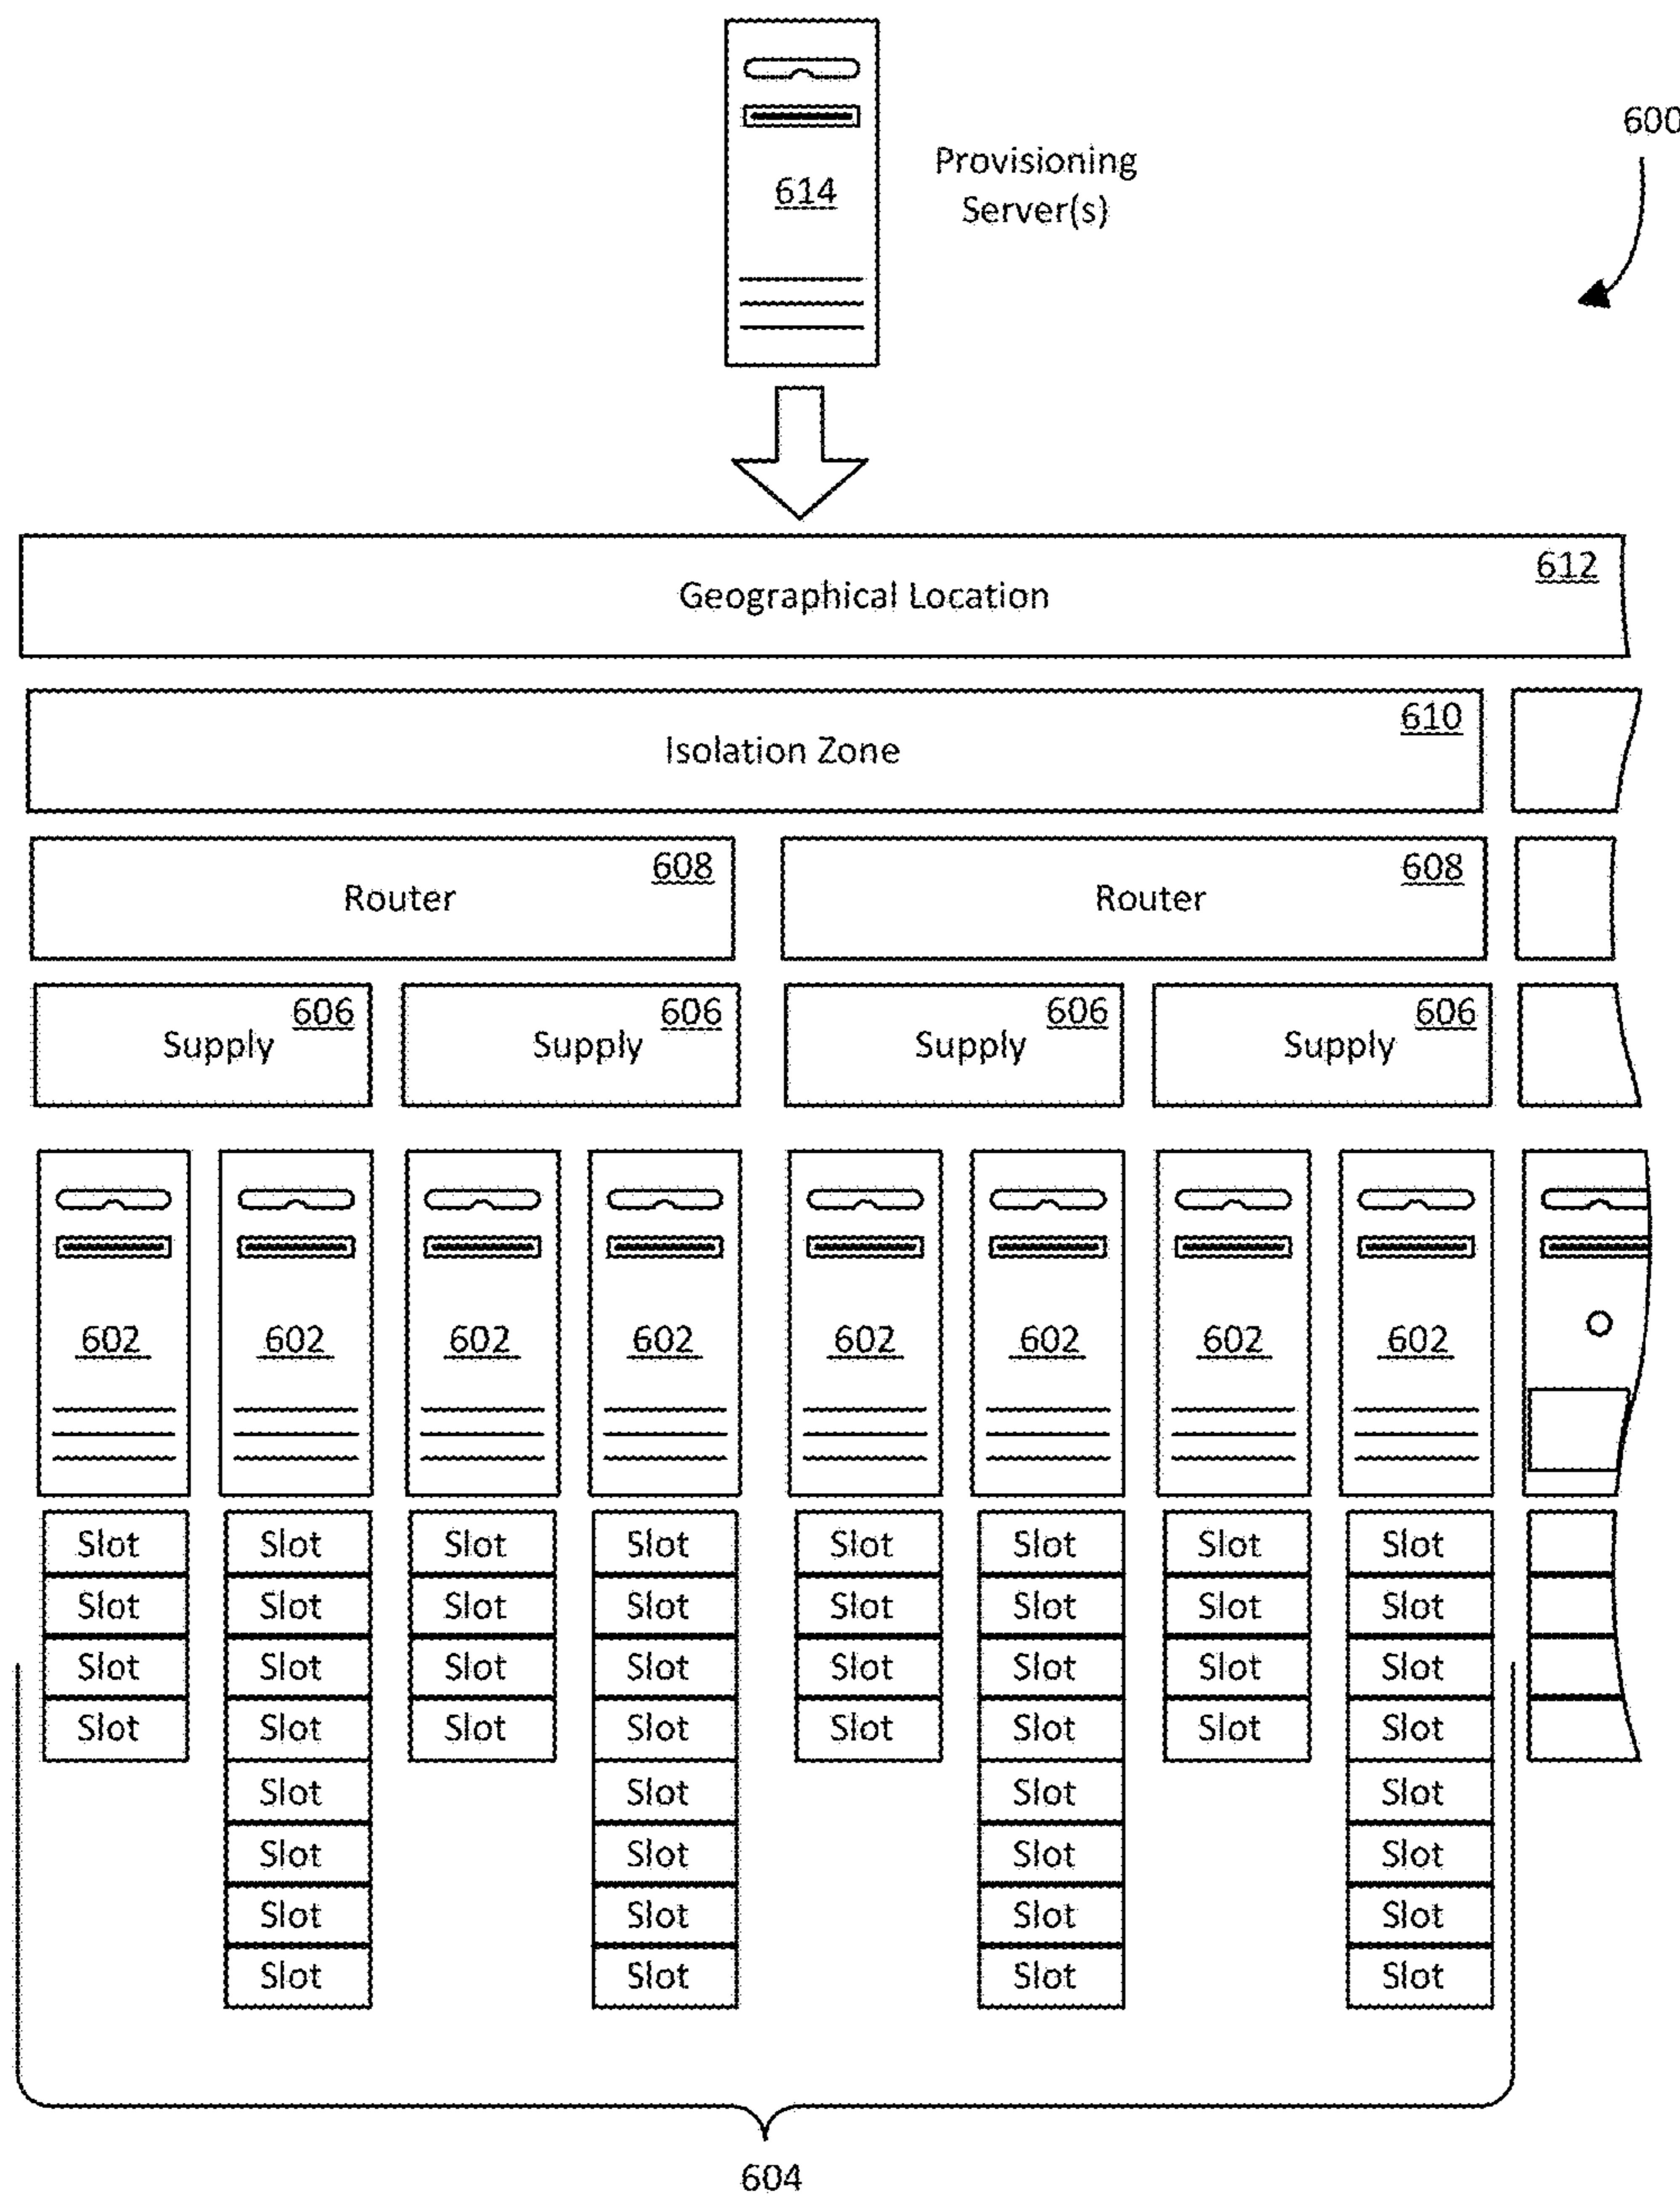 600
614
Provisioning
Server(s)
612
Geographical Location
610
Isolation Zone
608 608
Router Router
606 606 606 606
Supply Supply Supply Supply
602 602 602 602 602 602 602 602
Slot Slot Slot Slot Slot Slot Slot Slot
Slot Slot Slot Slot Slot Slot Slot Slot
Slot Slot Slot Slot Slot Slot Slot Slot
Slot Slot Slot Slot Slot Slot Slot Slot
Slot Slot Slot Slot
Slot Slot Slot Slot
Slot Slot Slot Slot
Slot Slot Slot Slot
604